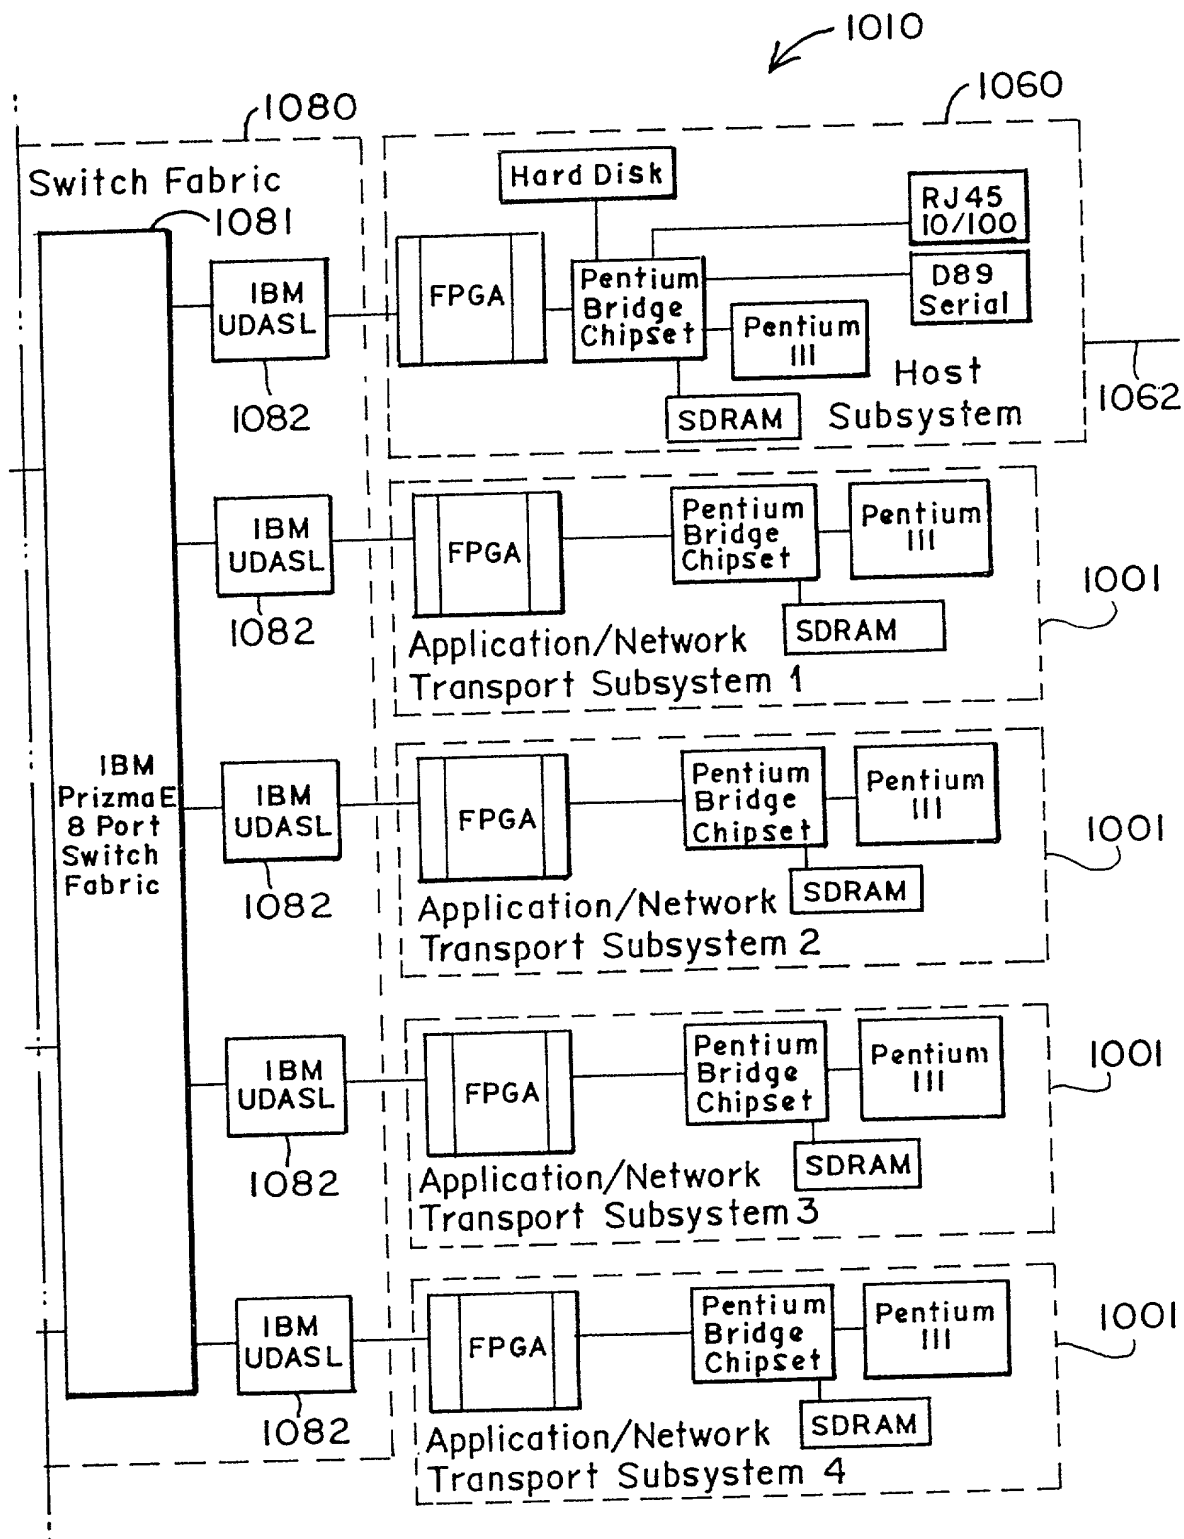 1010
1080
1060
Switch Fabric
1081
Hard Disk
RJ45
10/100
D89
Serial
IBM
UDASL
FPGA
Pentium
Bridge
Chipset
Pentium
III
Host
Subsystem
SDRAM
1082
1062
IBM
UDASL
FPGA
Pentium
Bridge
Chipset
Pentium
III
SDRAM
1082
1001
Application/Network
Transport Subsystem 1
IBM
PrizmaE
8 Port
Switch
Fabric
IBM
UDASL
FPGA
Pentium
Bridge
Chipset
Pentium
III
SDRAM
1082
1001
Application/Network
Transport Subsystem 2
IBM
UDASL
FPGA
Pentium
Bridge
Chipset
Pentium
III
SDRAM
1082
1001
Application/Network
Transport Subsystem 3
IBM
UDASL
FPGA
Pentium
Bridge
Chipset
Pentium
III
SDRAM
1082
1001
Application/Network
Transport Subsystem 4